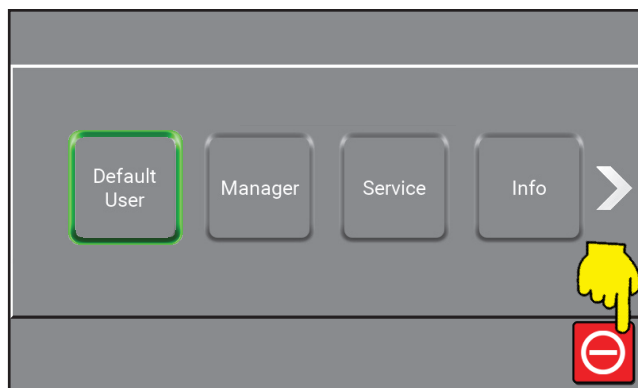 Default
User
Manager
Service
Info